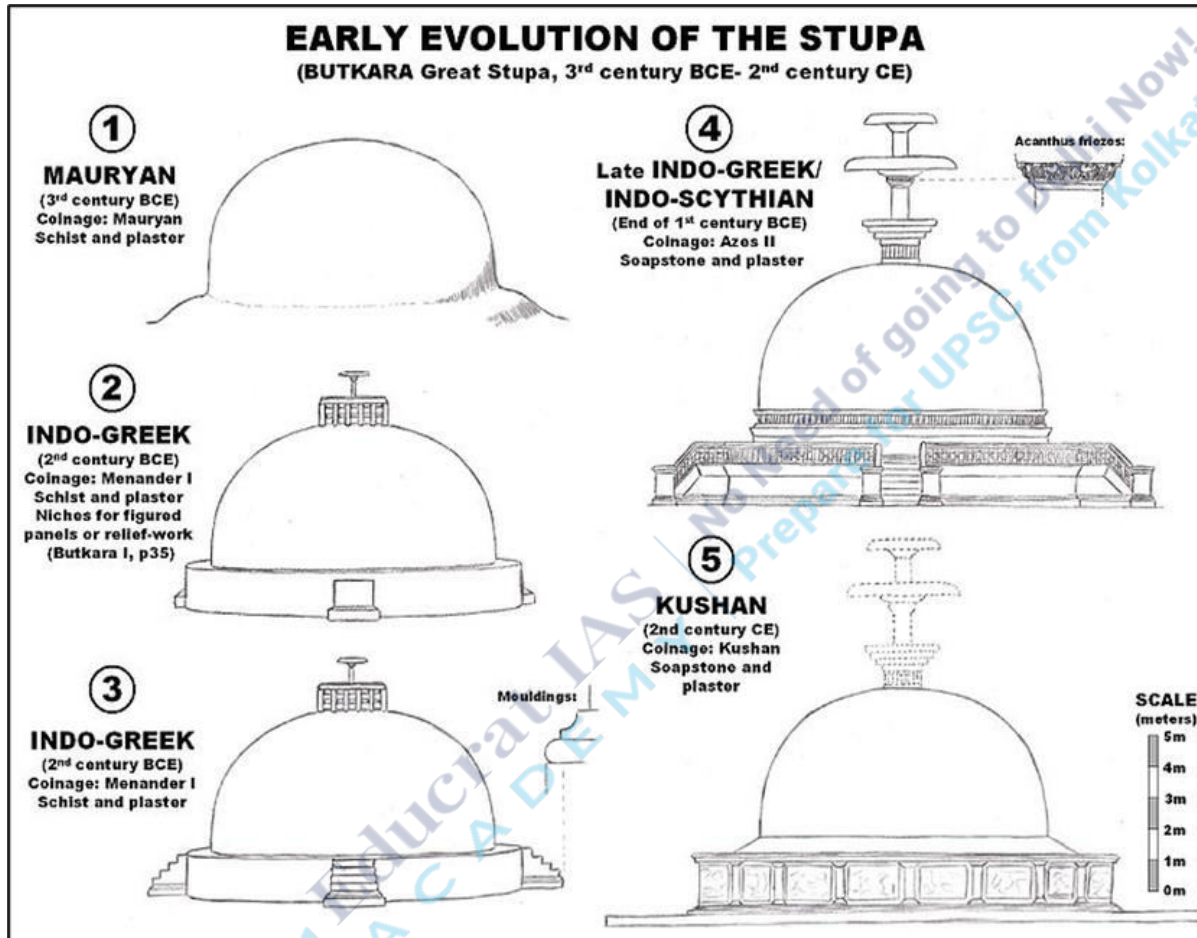 EARLY EVOLUTION OF THE STUPA
(BUTKARA Great Stupa, 3rd century BCE- 2nd century CE)
1
MAURYAN
(3rd century BCE)
Coinage: Mauryan
Schist and plaster
2
INDO-GREEK
(2nd century BCE)
Coinage: Menander I
Schist and plaster
Niches for figured
panels or relief-work
(Butkara I, p35)
3
INDO-GREEK
(2nd century BCE)
Coinage: Menander I
Schist and plaster
Mouldings:
4
Late INDO-GREEK/
INDO-SCYTHIAN
(End of 1st century BCE)
Coinage: Azes II
Soapstone and plaster
Acanthus friezes:
5
KUSHAN
(2nd century CE)
Coinage: Kushan
Soapstone and
plaster
SCALE
(meters)
5m
4m
3m
2m
1m
0m
Educrat IAS
ACADEMY
No Need of going to Delhi Now!
Prepare for UPSC from Kolkat